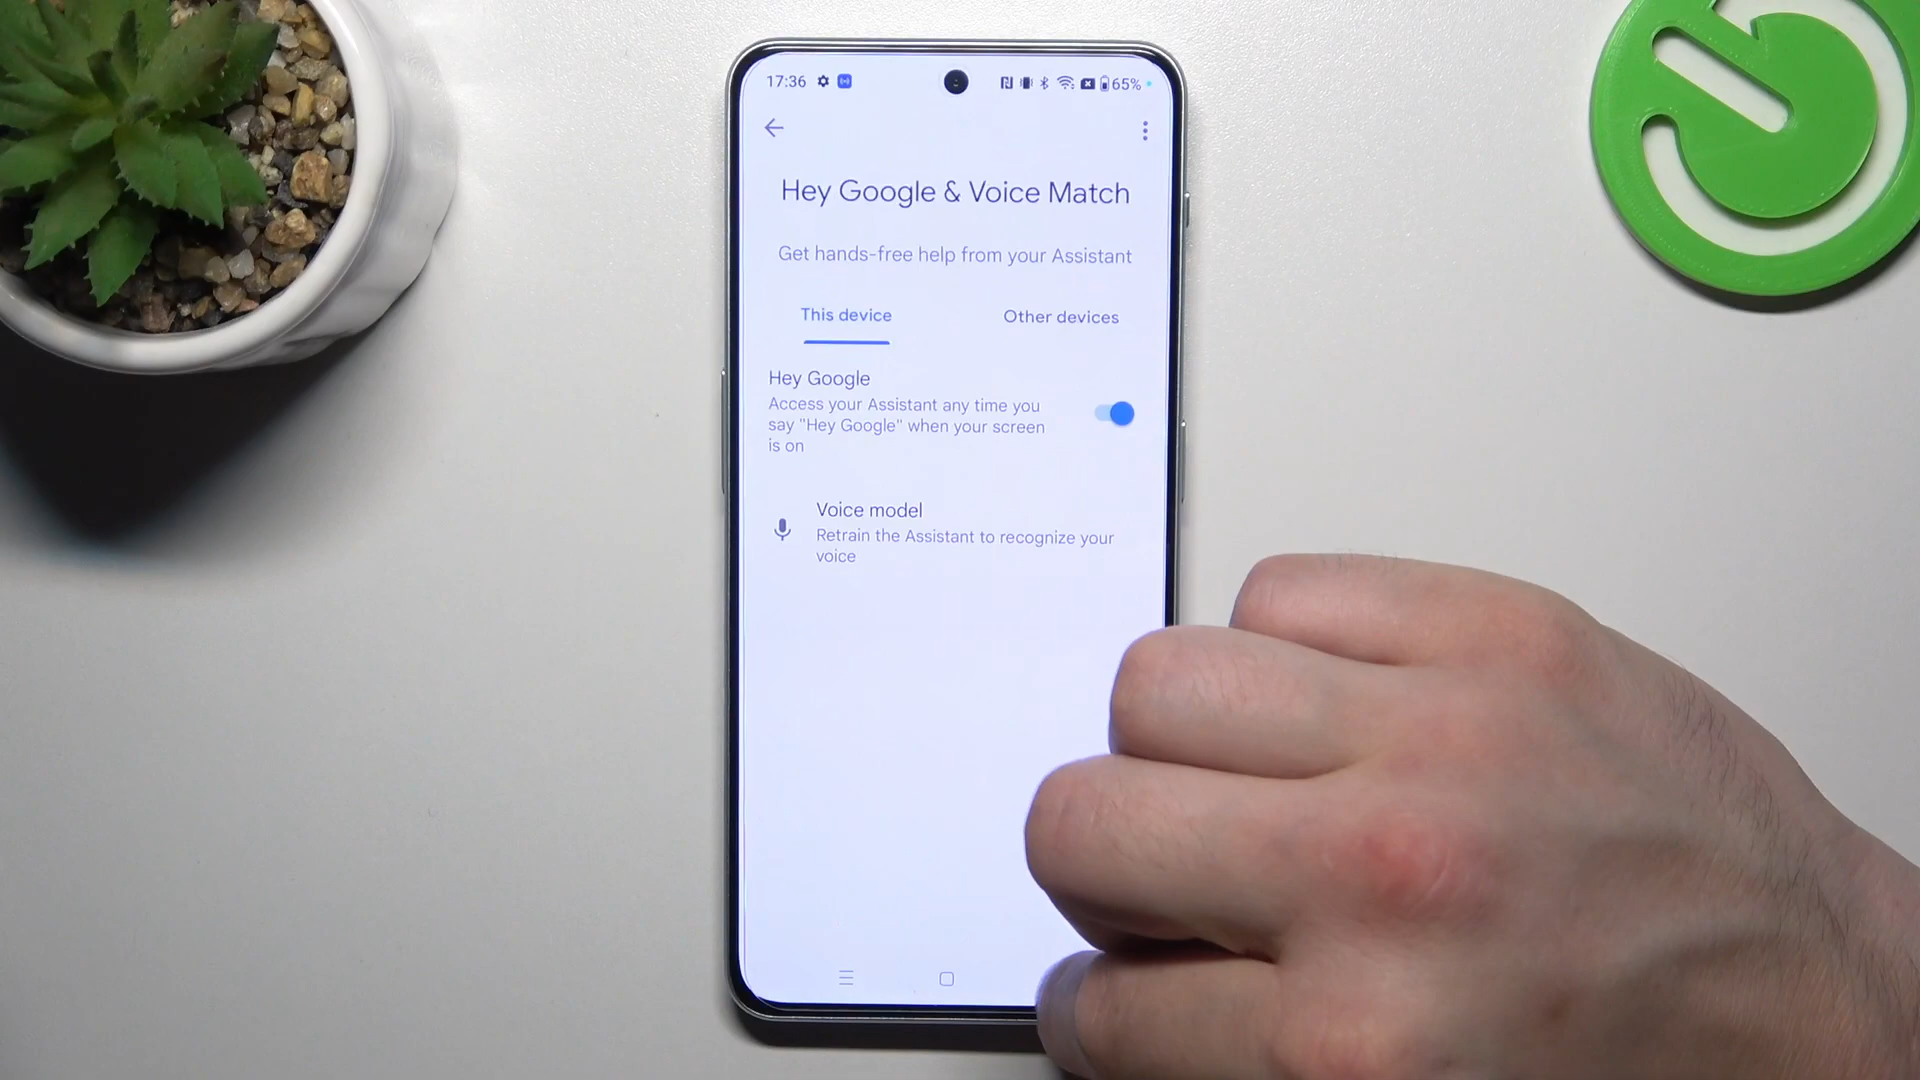 17:36 65%
Hey Google & Voice Match
Get hands-free help from your Assistant
This device Other devices
Hey Google
Access your Assistant any time you
say "Hey Google" when your screen
is on
Voice model
Retrain the Assistant to recognize your
voice